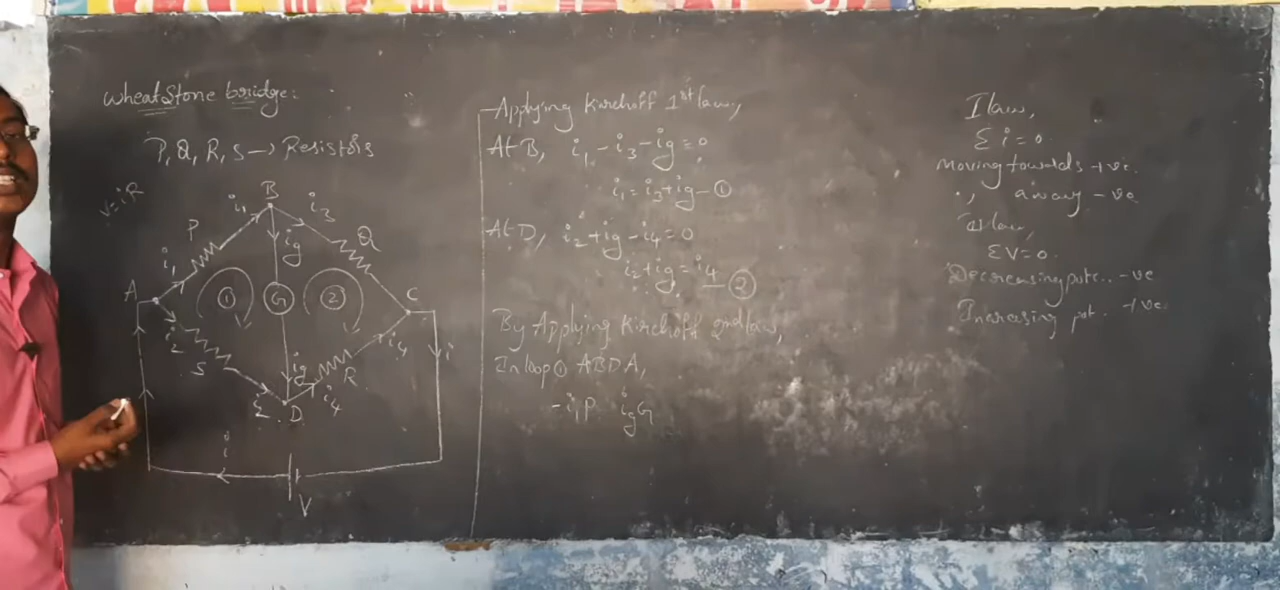 Wheatstone bridge:
P, Q, R, S → Resistors
V=iR
B
i₁
i₃
P
ig
Q
i₁
A
①
G
②
C
i₂
i₄
i
S
ig
R
i₄
D
i
V
Applying Kirchoff 1st law,
At B, i₁ - i₃ - ig = 0
i₁ = i₃ + ig - ①
At D, i₂ + ig - i₄ = 0
i₂ + ig = i₄ - ②
By Applying Kirchoff 2nd law,
In loop ① ABDA,
-i₁P igG
I law,
Σ i = 0
Moving towards +ve
,, away - ve
law,
ΣV = 0
Decreasing pot.. -ve
Increasing pot. +ve